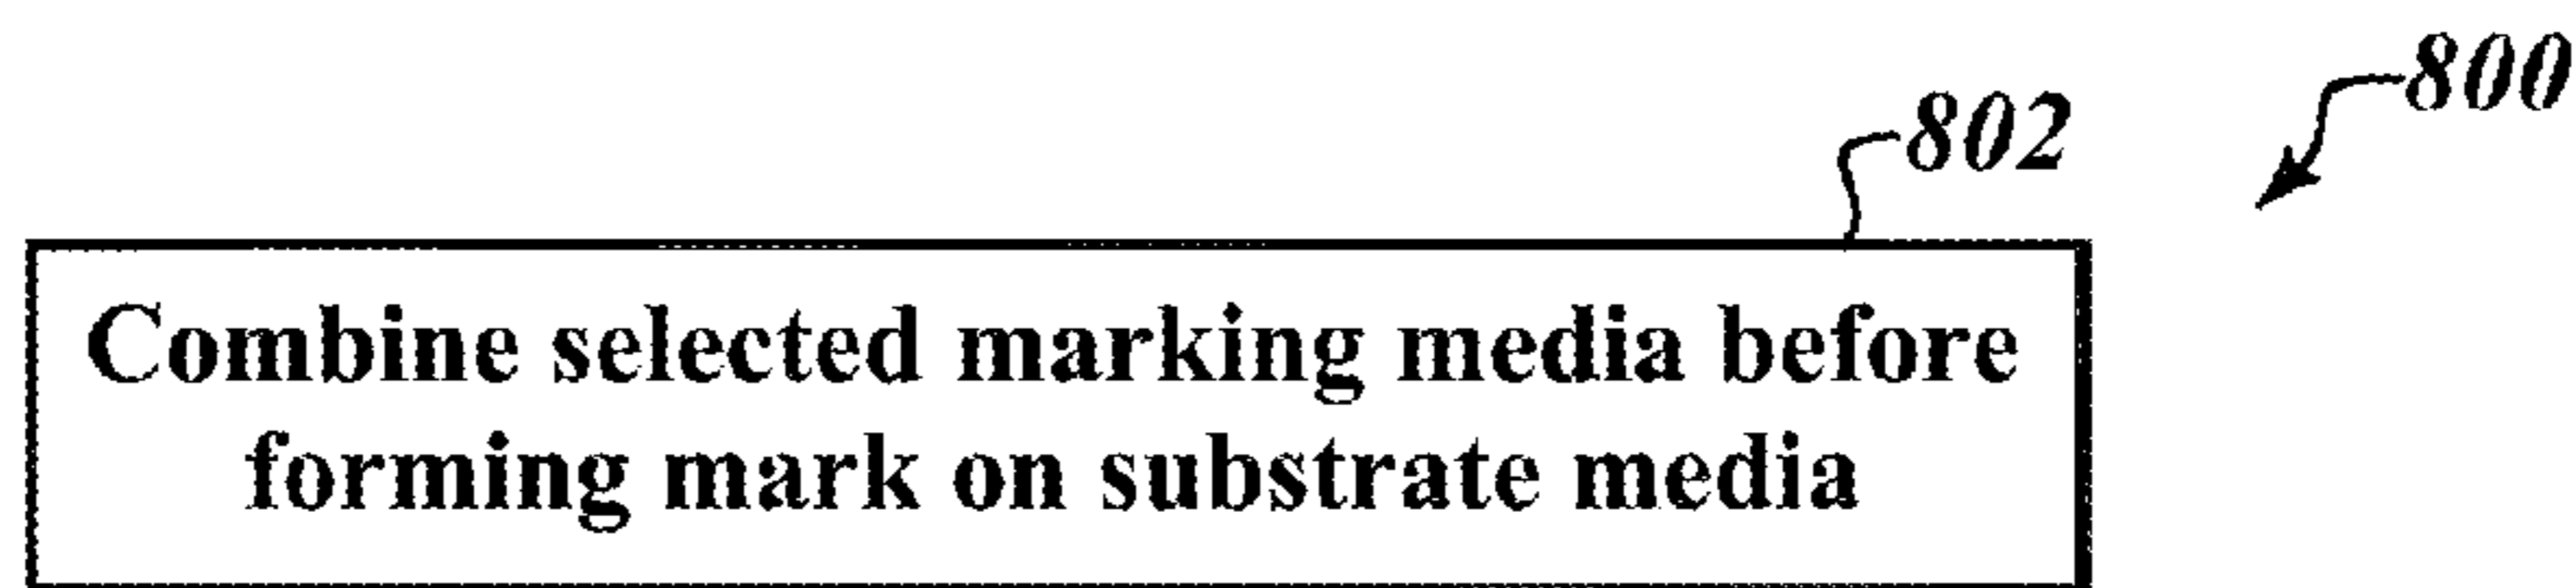 800
802
Combine selected marking media before
forming mark on substrate media